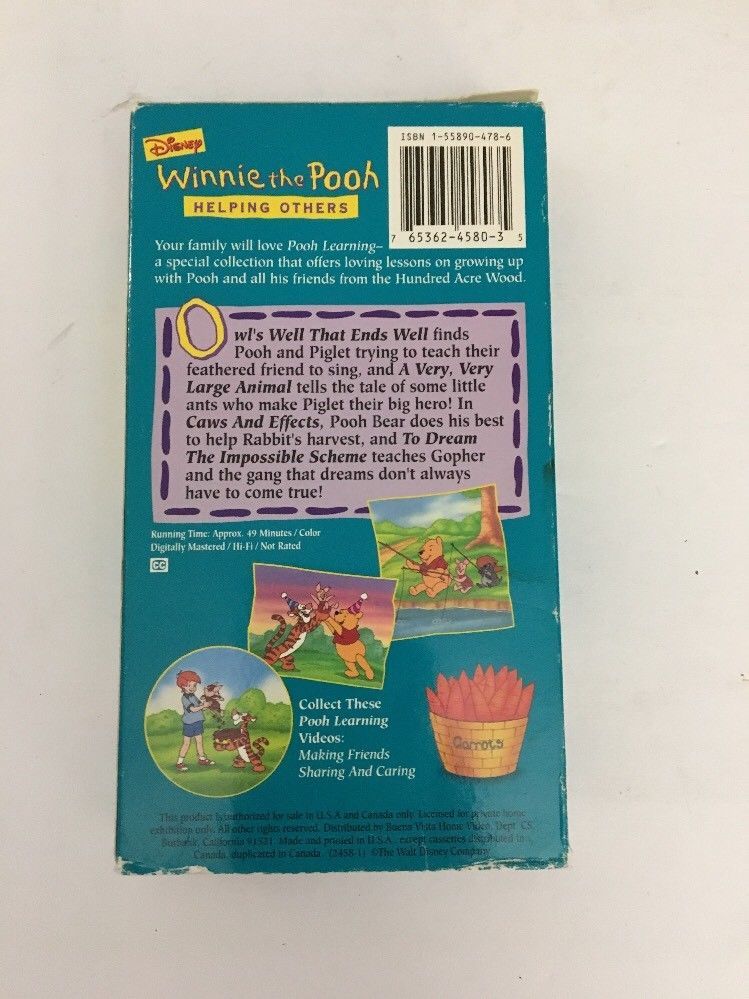 Disney
Winnie the Pooh
HELPING OTHERS
ISBN 1-55890-478-6
7 65362-4580-3 5
Your family will love Pooh Learning–
a special collection that offers loving lessons on growing up
with Pooh and all his friends from the Hundred Acre Wood.
Owl's Well That Ends Well finds
Pooh and Piglet trying to teach their
feathered friend to sing, and A Very, Very
Large Animal tells the tale of some little
ants who make Piglet their big hero! In
Caws And Effects, Pooh Bear does his best
to help Rabbit's harvest, and To Dream
The Impossible Scheme teaches Gopher
and the gang that dreams don't always
have to come true!
Running Time: Approx. 49 Minutes / Color
Digitally Mastered / Hi-Fi / Not Rated
CC
Collect These
Pooh Learning
Videos:
Making Friends
Sharing And Caring
Carrots
This product is authorized for sale in U.S.A and Canada only. Licensed for private home
exhibition only. All other rights reserved. Distributed by Buena Vista Home Video, Dept. CS,
Burbank, California 91521. Made and printed in U.S.A. except cassettes distributed in
Canada, duplicated in Canada. (2458-1) ©The Walt Disney Company